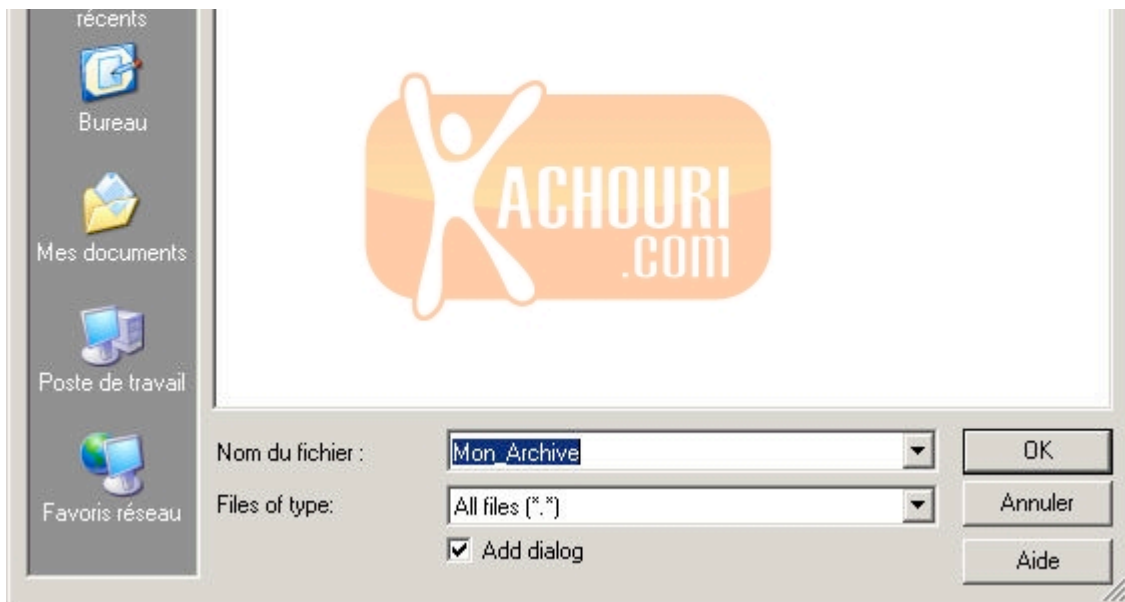 récents
Bureau
Mes documents
Poste de travail
Favoris réseau
KACHOURI
.com
Nom du fichier :
Mon_Archive
OK
Files of type:
All files (*.*)
Annuler
Add dialog
Aide